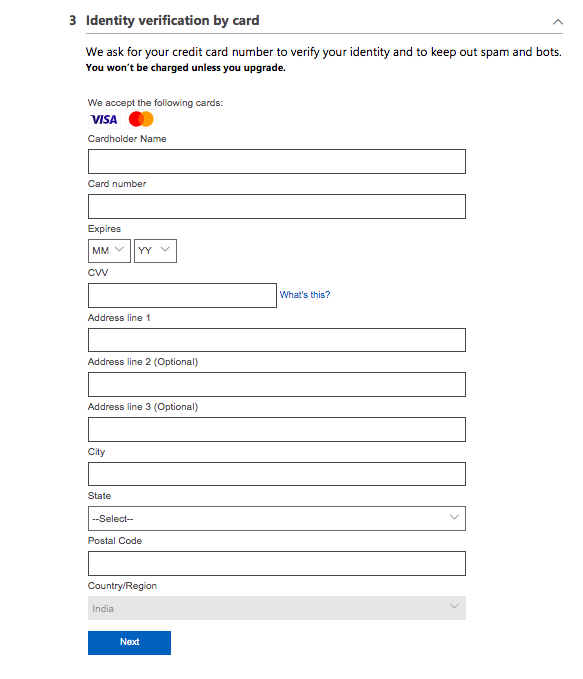 3 Identity verification by card
We ask for your credit card number to verify your identity and to keep out spam and bots.
You won't be charged unless you upgrade.
We accept the following cards:
VISA
Cardholder Name
Card number
Expires
MM YY
CVV
What's this?
Address line 1
Address line 2 (Optional)
Address line 3 (Optional)
City
State
--Select--
Postal Code
Country/Region
India
Next